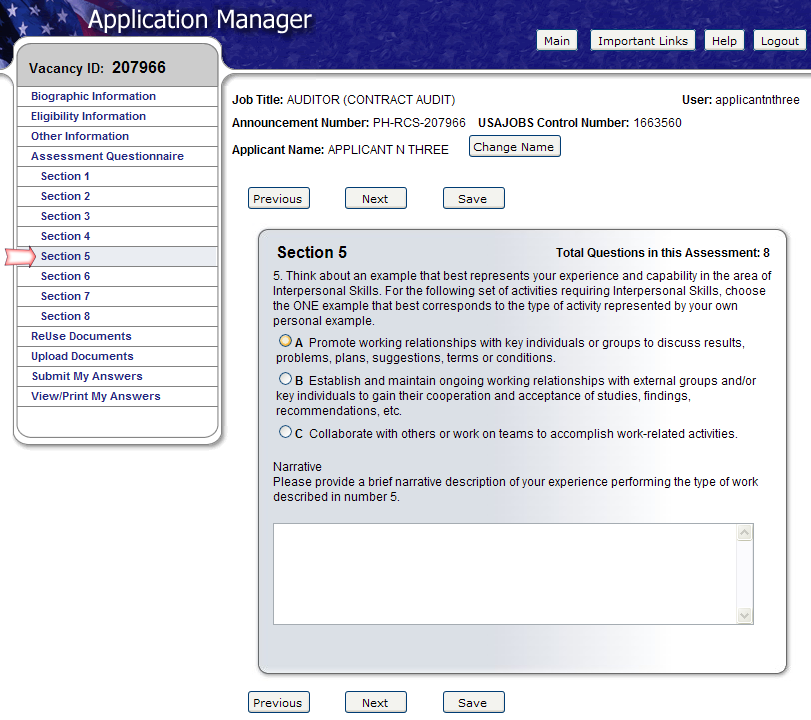 Application Manager
Main
Important Links
Help
Logout
Vacancy ID: 207966
Biographic Information
Eligibility Information
Other Information
Assessment Questionnaire
Section 1
Section 2
Section 3
Section 4
Section 5
Section 6
Section 7
Section 8
ReUse Documents
Upload Documents
Submit My Answers
View/Print My Answers
Job Title: AUDITOR (CONTRACT AUDIT)
User: applicantnthree
Announcement Number: PH-RCS-207966 USAJOBS Control Number: 1663560
Applicant Name: APPLICANT N THREE
Change Name
Previous
Next
Save
Section 5
Total Questions in this Assessment: 8
5. Think about an example that best represents your experience and capability in the area of
Interpersonal Skills. For the following set of activities requiring Interpersonal Skills, choose
the ONE example that best corresponds to the type of activity represented by your own
personal example.
A Promote working relationships with key individuals or groups to discuss results,
problems, plans, suggestions, terms or conditions.
B Establish and maintain ongoing working relationships with external groups and/or
key individuals to gain their cooperation and acceptance of studies, findings,
recommendations, etc.
C Collaborate with others or work on teams to accomplish work-related activities.
Narrative
Please provide a brief narrative description of your experience performing the type of work
described in number 5.
Previous
Next
Save